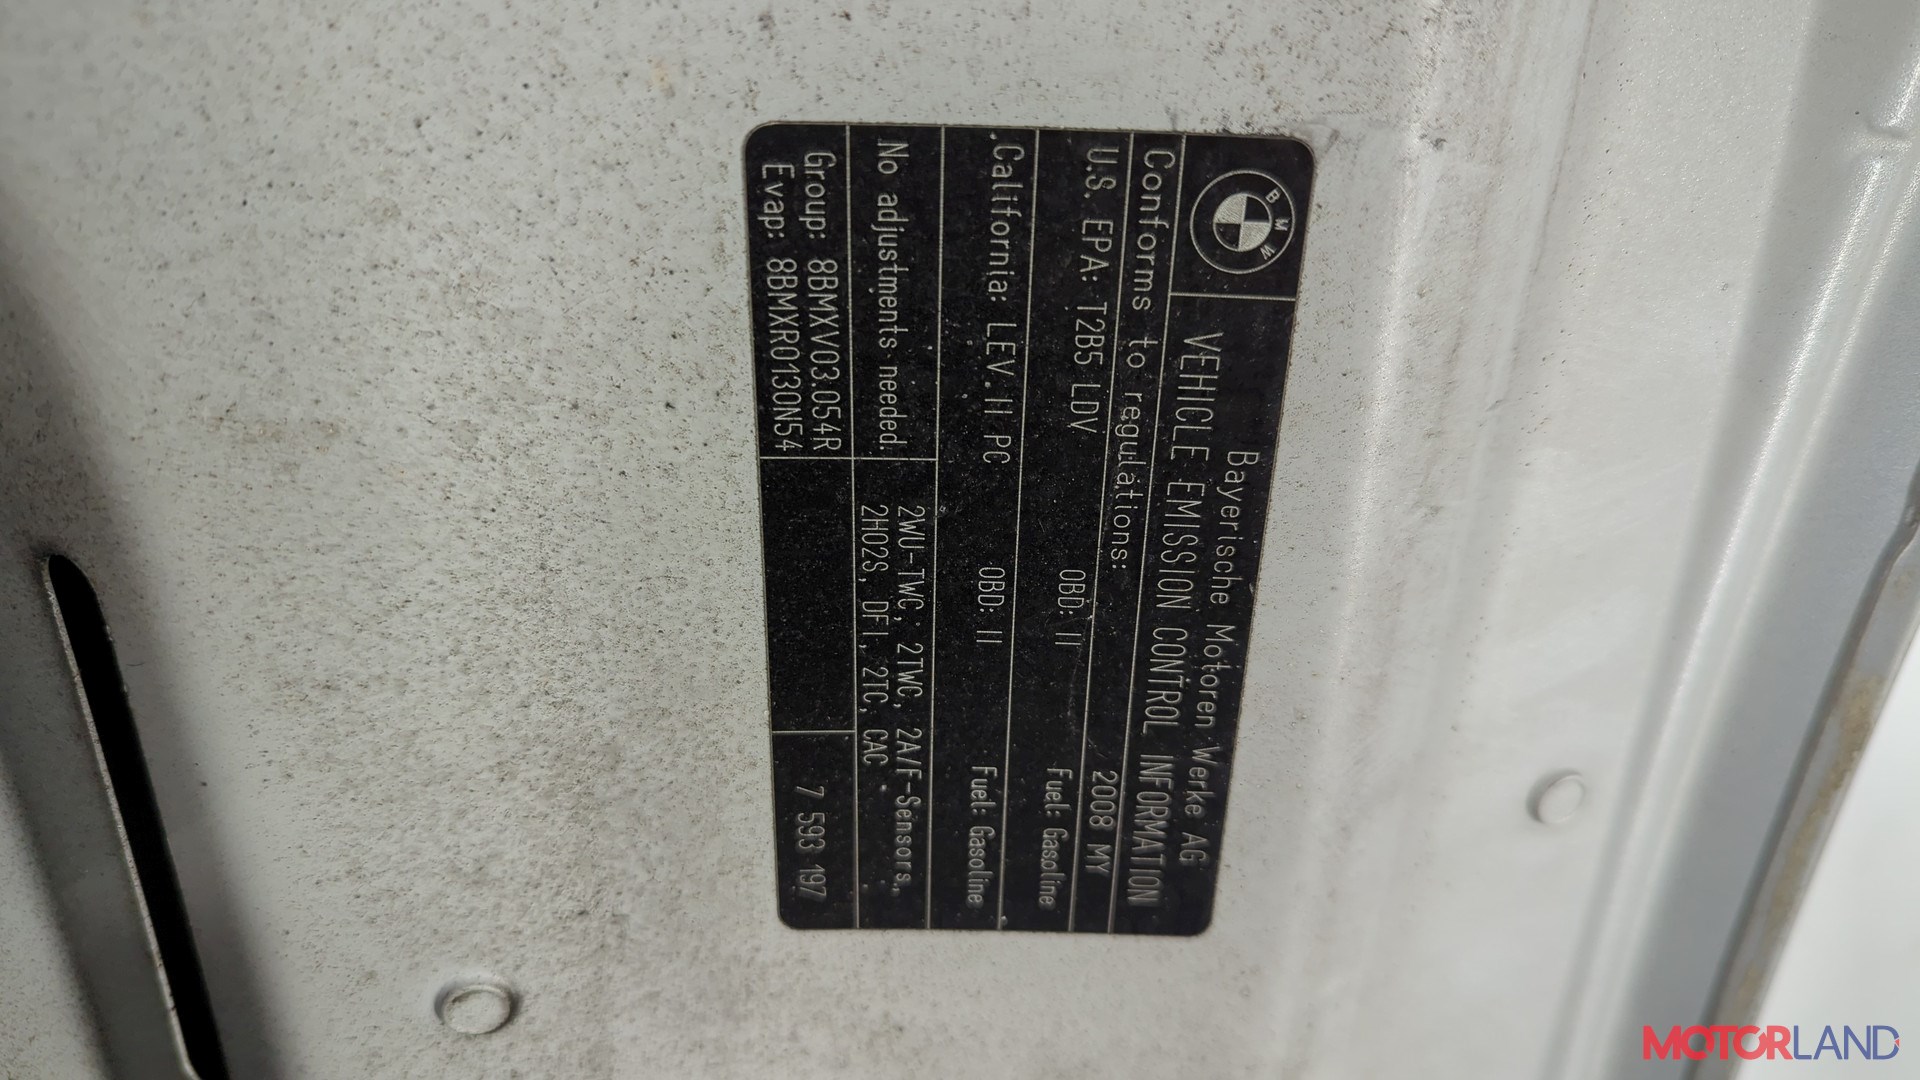 BMW
Bayerische Motoren Werke AG
VEHICLE EMISSION CONTROL INFORMATION
Conforms to regulations: 2008 MY
U.S. EPA: T2B5 LDV OBD: II Fuel: Gasoline
California: LEV II PC OBD: II Fuel: Gasoline
No adjustments needed.
2WU-TWC, 2TWC, 2A/F-Sensors,
2HO2S, DFI, 2TC, CAC
Group: 8BMXV03.054R
Evap: 8BMXR0130N54
7 593 197
MOTORLAND